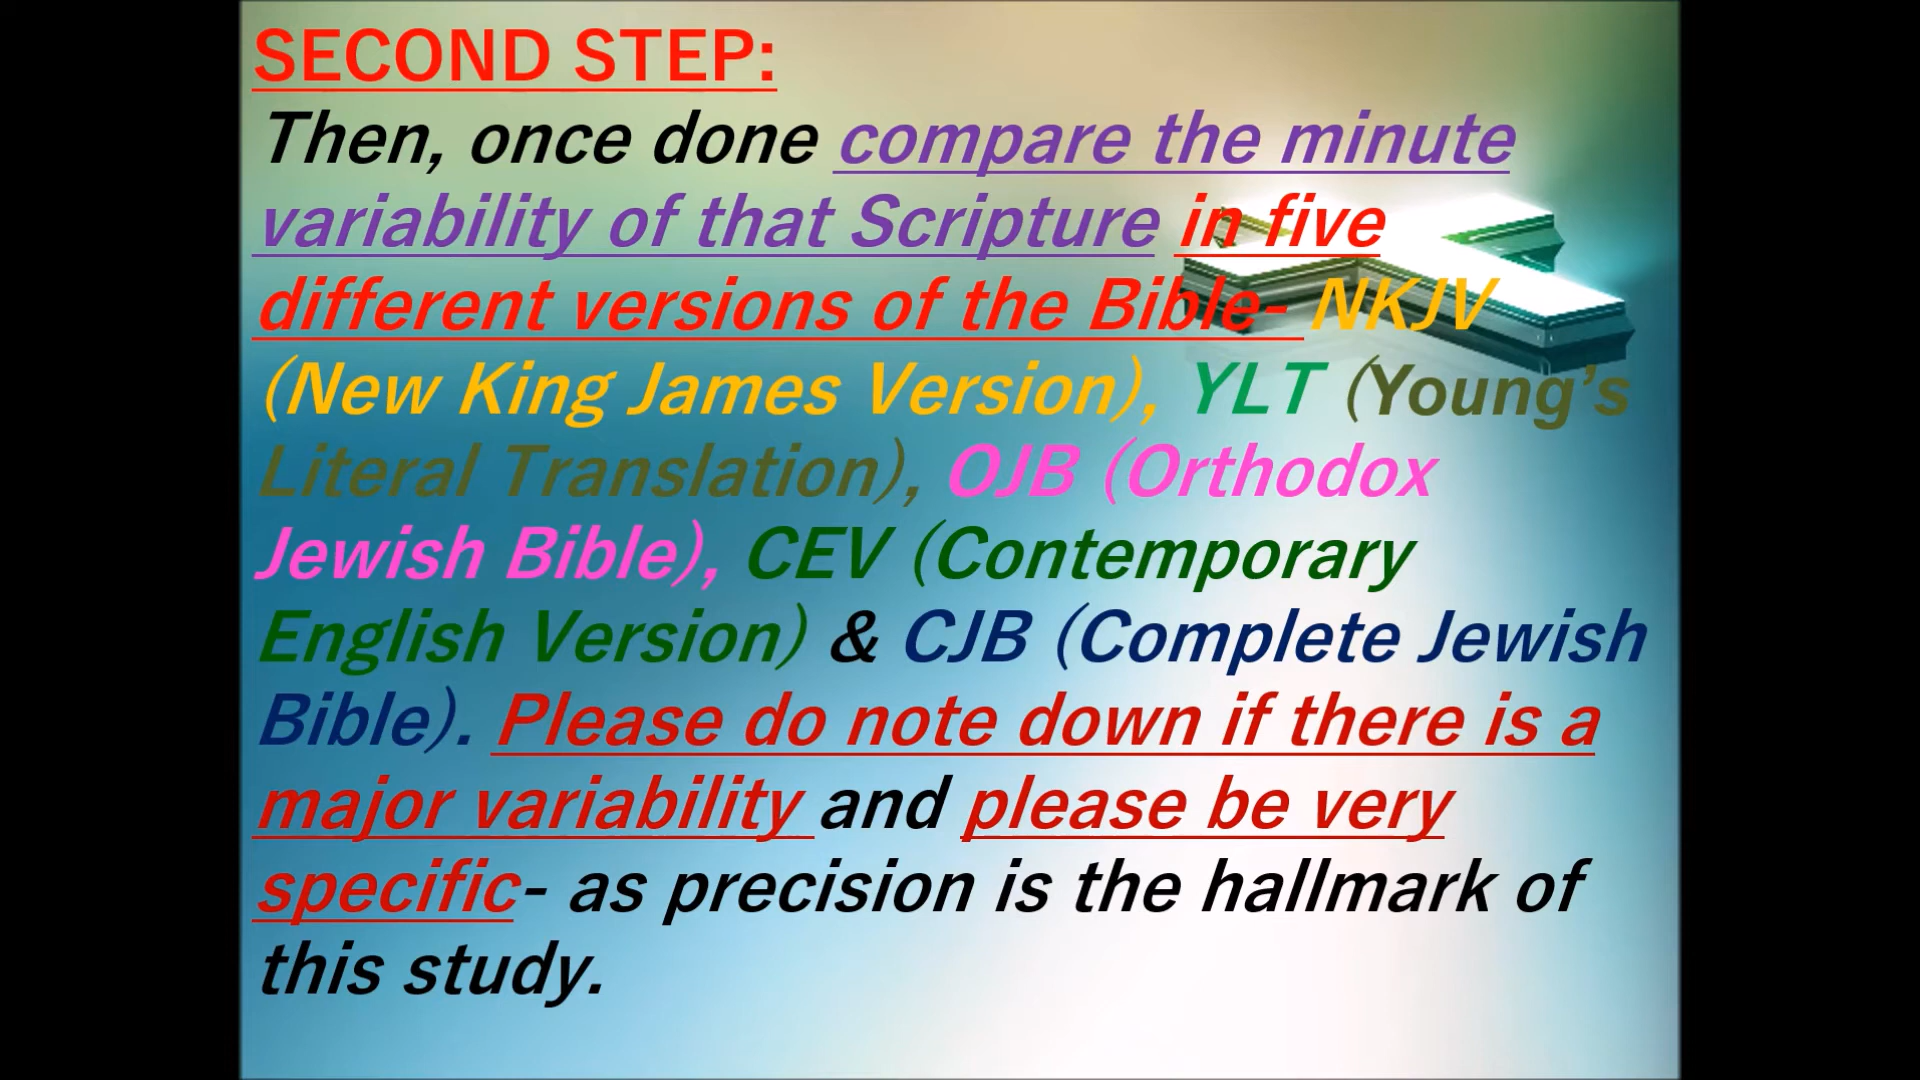 SECOND STEP:
Then, once done compare the minute
variability of that Scripture in five
different versions of the Bible- NKJV
(New King James Version), YLT (Young's
Literal Translation), OJB (Orthodox
Jewish Bible), CEV (Contemporary
English Version) & CJB (Complete Jewish
Bible). Please do note down if there is a
major variability and please be very
specific- as precision is the hallmark of
this study.